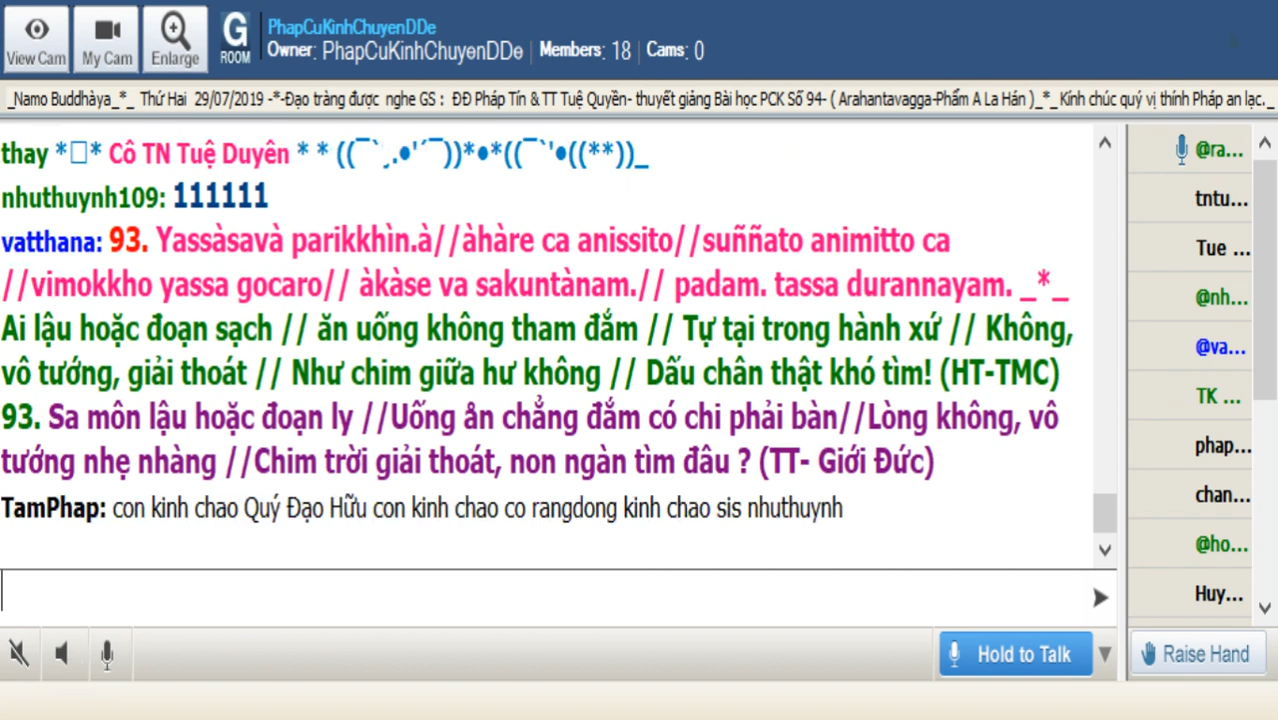 View Cam
My Cam
Enlarge
G
ROOM
PhapCuKinhChuyenDDe
Owner: PhapCuKinhChuyenDDe | Members: 18 | Cams: 0
_Namo Buddhàya_*_ Thứ Hai 29/07/2019 -*-Đạo tràng được nghe GS : ĐĐ Pháp Tín & TT Tuệ Quyền- thuyết giảng Bài học PCK Số 94- ( Arahantavagga-Phẩm A La Hán )_*_ Kính chúc quý vị thính Pháp an lạc._
thay *□* Cô TN Tuệ Duyên * * ((¯`¸.•'´¯))*•*((¯`'•((**))_
nhuthuynh109: 111111
vatthana: 93. Yassàsavà parikkhìn.à//àhàre ca anissito//suññato animitto ca
//vimokkho yassa gocaro// àkàse va sakuntànam.// padam. tassa durannayam. _*_
Ai lậu hoặc đoạn sạch // ăn uống không tham đắm // Tự tại trong hành xứ // Không,
vô tướng, giải thoát // Như chim giữa hư không // Dấu chân thật khó tìm! (HT-TMC)
93. Sa môn lậu hoặc đoạn ly //Uống ån chẳng đắm có chi phải bàn//Lòng không, vô
tướng nhẹ nhàng //Chim trời giải thoát, non ngàn tìm đâu ? (TT- Giới Đức)
TamPhap: con kinh chao Quý Đạo Hữu con kinh chao co rangdong kinh chao sis nhuthuynh
@ra...
tntu...
Tue ...
@nh...
@va...
TK ...
phap...
chan...
@ho...
Huy...
Hold to Talk
Raise Hand